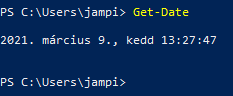 PS C:\Users\jampi> Get-Date
2021. március 9., kedd 13:27:47
PS C:\Users\jampi>